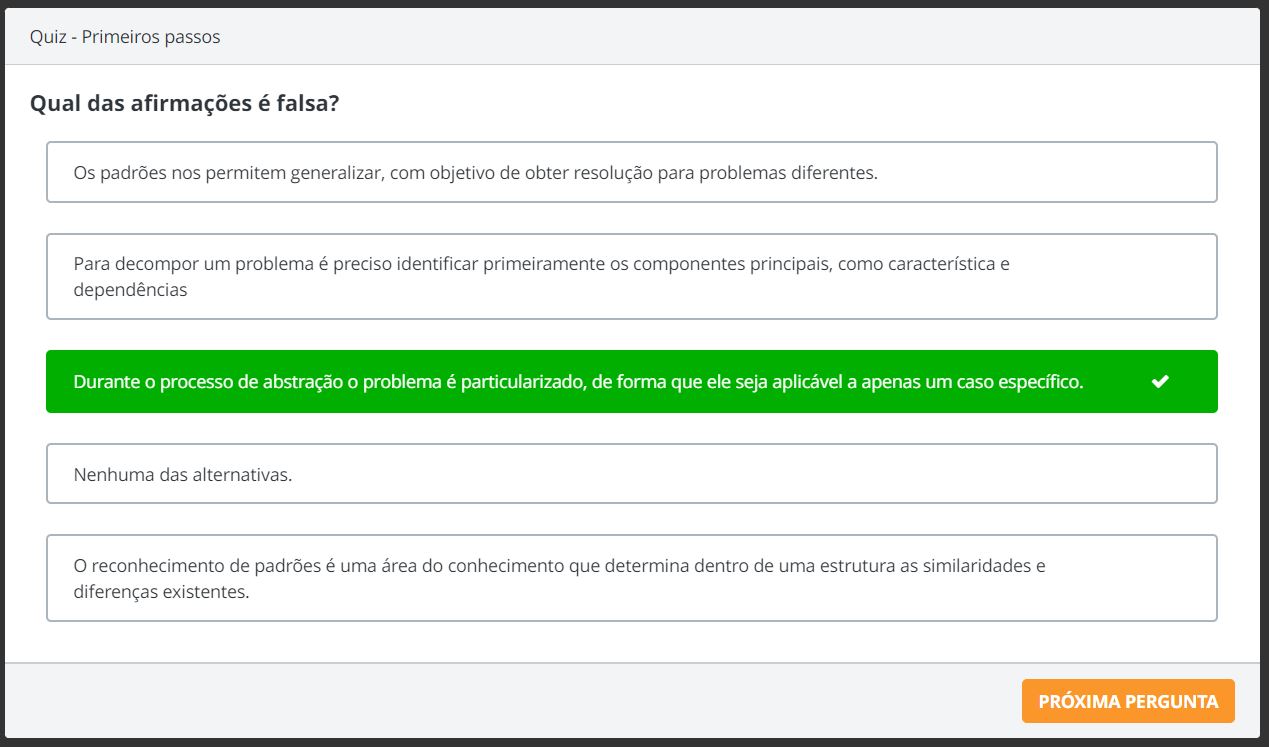 Quiz - Primeiros passos
Qual das afirmações é falsa?
Os padrões nos permitem generalizar, com objetivo de obter resolução para problemas diferentes.
Para decompor um problema é preciso identificar primeiramente os componentes principais, como característica e
dependências
Durante o processo de abstração o problema é particularizado, de forma que ele seja aplicável a apenas um caso específico.
Nenhuma das alternativas.
O reconhecimento de padrões é uma área do conhecimento que determina dentro de uma estrutura as similaridades e
diferenças existentes.
PRÓXIMA PERGUNTA